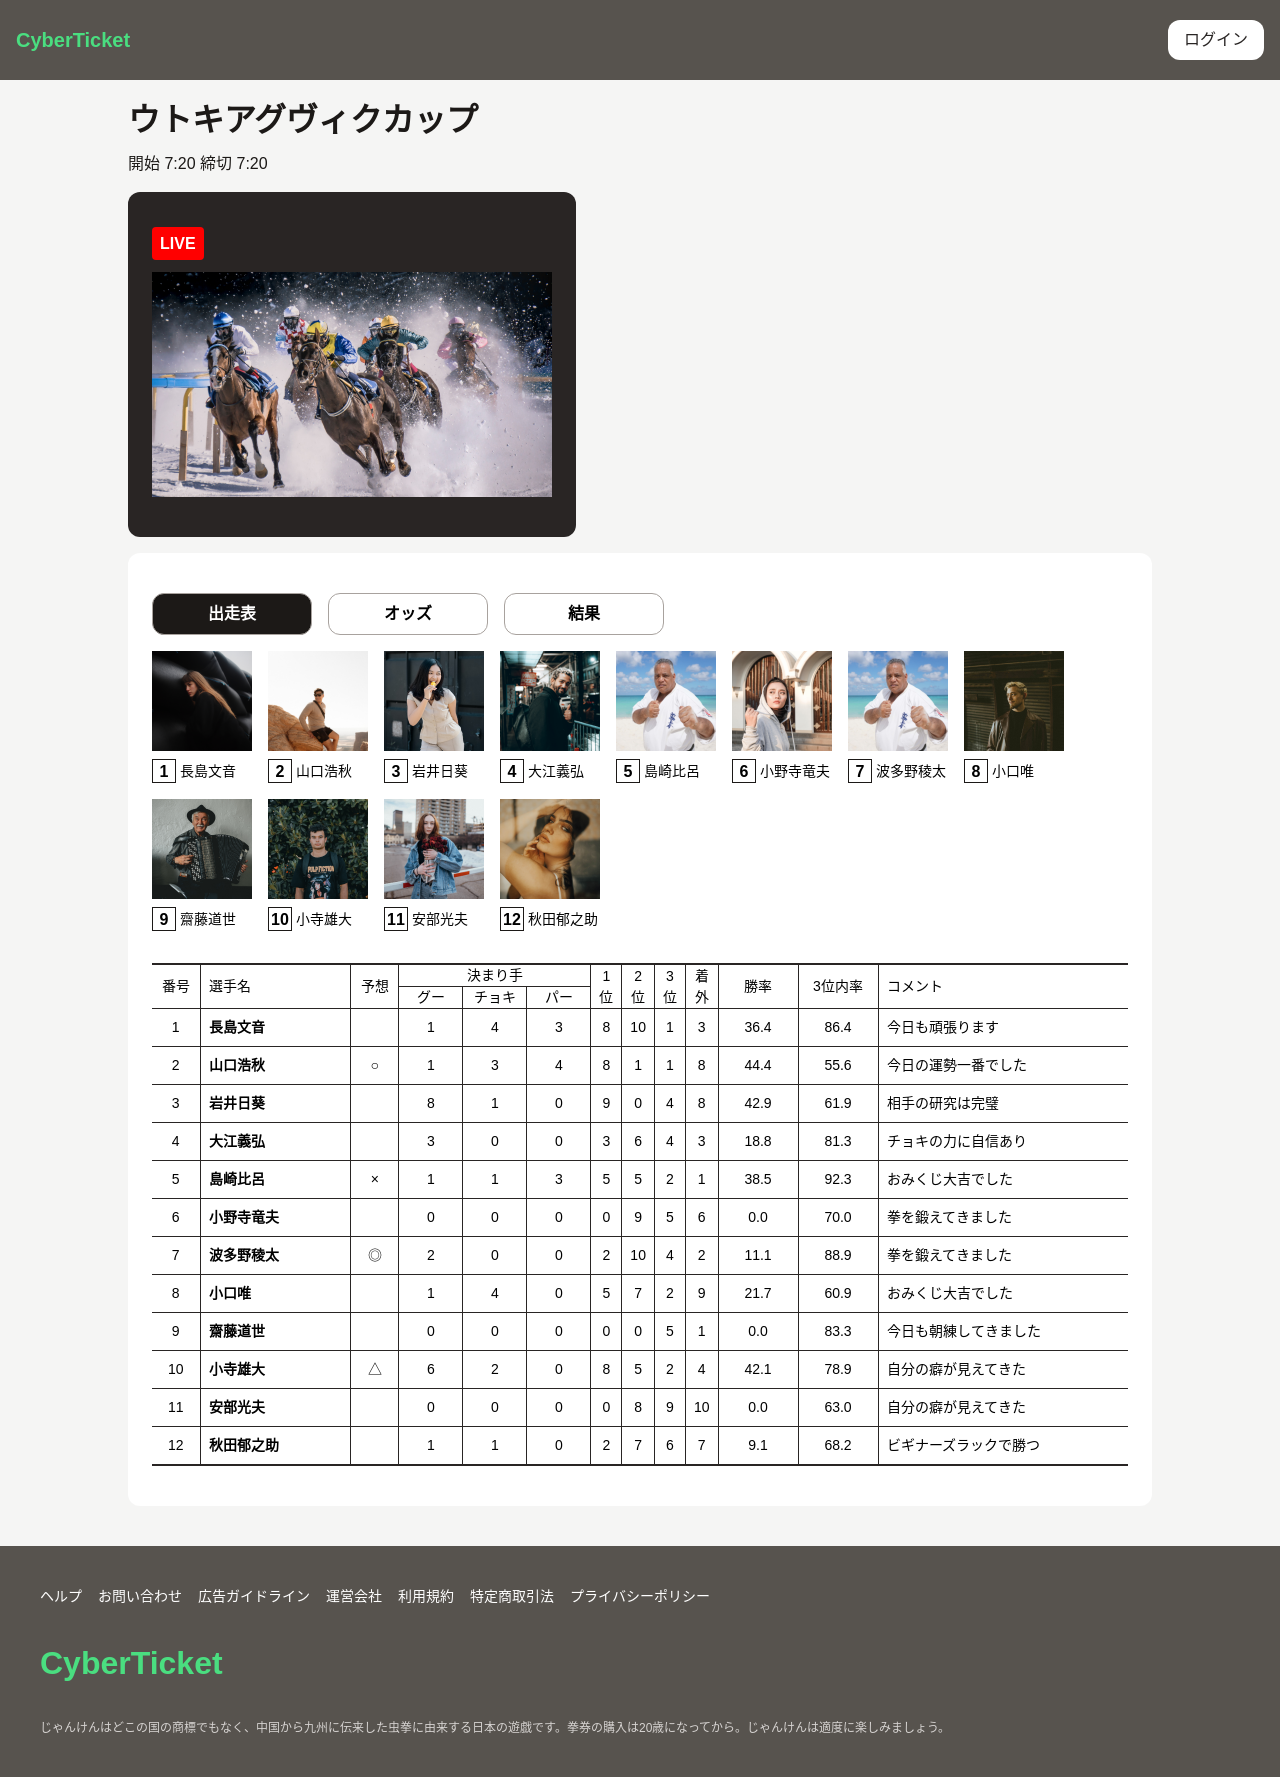 CyberTicket
ログイン
ウトキアグヴィクカップ
開始 7:20 締切 7:20
LIVE
出走表 オッズ 結果
1 長島文音 2 山口浩秋 3 岩井日葵 4 大江義弘 5 島崎比呂 6 小野寺竜夫 7 波多野稜太 8 小口唯
9 齋藤道世 10 小寺雄大 11 安部光夫 12 秋田郁之助
番号 選手名 予想 決まり手 グー チョキ パー 1位 2位 3位 着外 勝率 3位内率 コメント
1 長島文音 1 4 3 8 10 1 3 36.4 86.4 今日も頑張ります
2 山口浩秋 ○ 1 3 4 8 1 1 8 44.4 55.6 今日の運勢一番でした
3 岩井日葵 8 1 0 9 0 4 8 42.9 61.9 相手の研究は完璧
4 大江義弘 3 0 0 3 6 4 3 18.8 81.3 チョキの力に自信あり
5 島崎比呂 × 1 1 3 5 5 2 1 38.5 92.3 おみくじ大吉でした
6 小野寺竜夫 0 0 0 0 9 5 6 0.0 70.0 拳を鍛えてきました
7 波多野稜太 ◎ 2 0 0 2 10 4 2 11.1 88.9 拳を鍛えてきました
8 小口唯 1 4 0 5 7 2 9 21.7 60.9 おみくじ大吉でした
9 齋藤道世 0 0 0 0 0 5 1 0.0 83.3 今日も朝練してきました
10 小寺雄大 △ 6 2 0 8 5 2 4 42.1 78.9 自分の癖が見えてきた
11 安部光夫 0 0 0 0 8 9 10 0.0 63.0 自分の癖が見えてきた
12 秋田郁之助 1 1 0 2 7 6 7 9.1 68.2 ビギナーズラックで勝つ
ヘルプ お問い合わせ 広告ガイドライン 運営会社 利用規約 特定商取引法 プライバシーポリシー
CyberTicket
じゃんけんはどこの国の商標でもなく、中国から九州に伝来した虫拳に由来する日本の遊戯です。拳券の購入は20歳になってから。じゃんけんは適度に楽しみましょう。